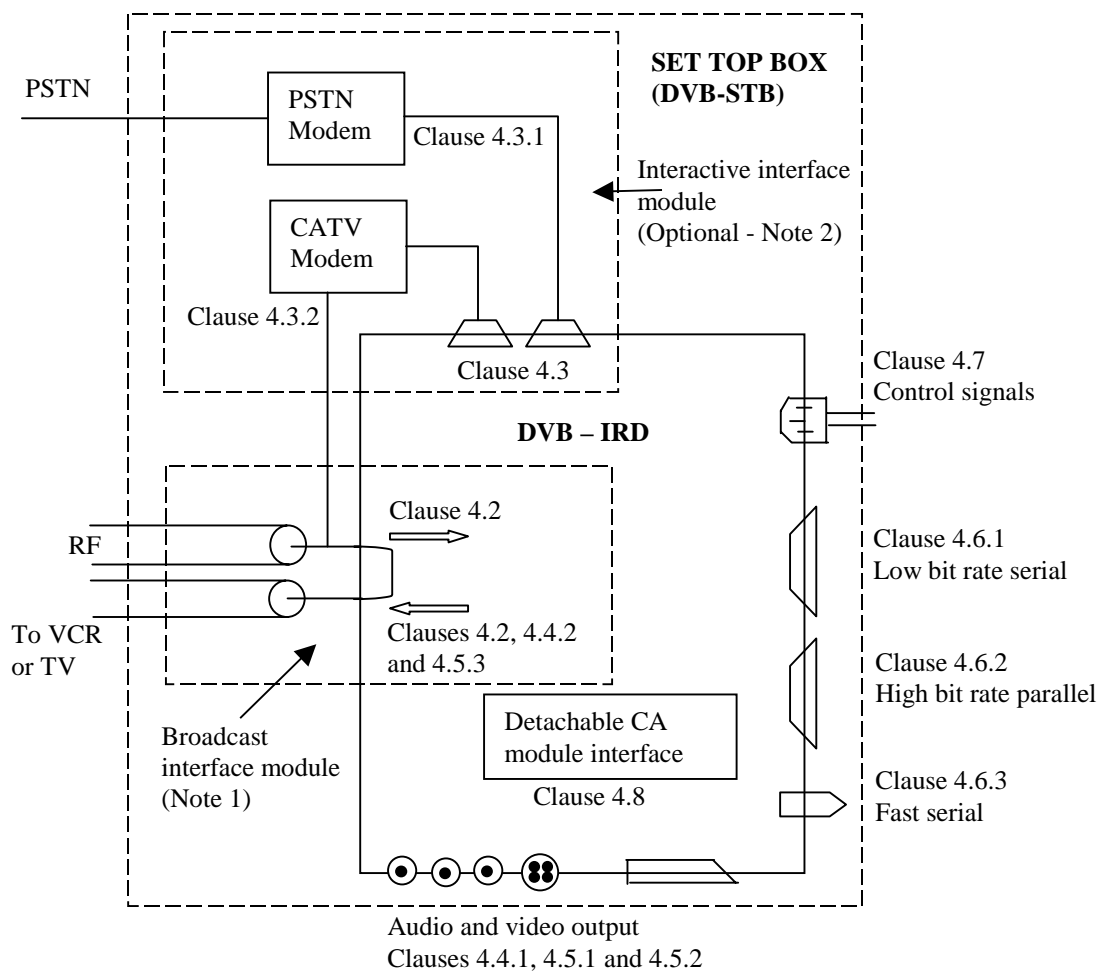 SET TOP BOX
(DVB-STB)
PSTN
PSTN
Modem
Clause 4.3.1
Interactive interface
module
(Optional - Note 2)
CATV
Modem
Clause 4.3.2
Clause 4.3
Clause 4.7
Control signals
DVB – IRD
Clause 4.2
RF
Clause 4.6.1
Low bit rate serial
To VCR
or TV
Clauses 4.2, 4.4.2
and 4.5.3
Clause 4.6.2
High bit rate parallel
Broadcast
interface module
(Note 1)
Detachable CA
module interface
Clause 4.8
Clause 4.6.3
Fast serial
Audio and video output
Clauses 4.4.1, 4.5.1 and 4.5.2